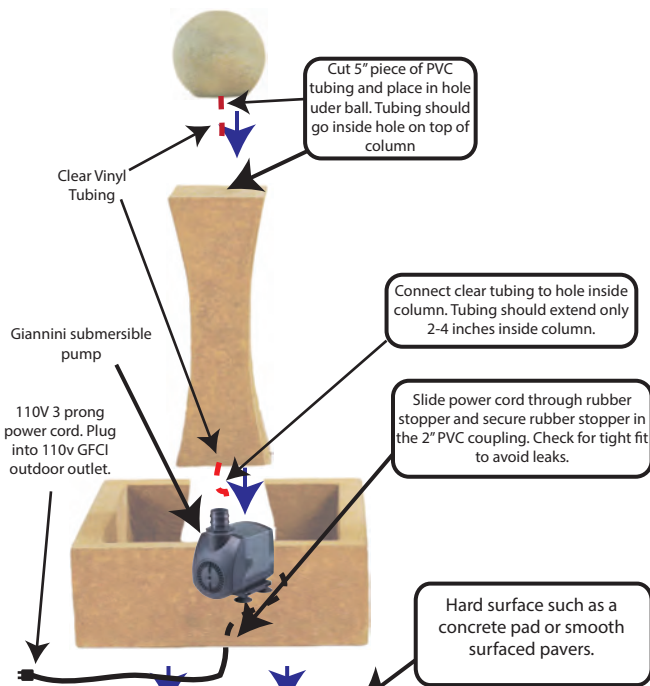 Cut 5" piece of PVC
tubing and place in hole
uder ball. Tubing should
go inside hole on top of
column
Clear Vinyl
Tubing
Connect clear tubing to hole inside
column. Tubing should extend only
2-4 inches inside column.
Giannini submersible
pump
Slide power cord through rubber
stopper and secure rubber stopper in
the 2" PVC coupling. Check for tight fit
to avoid leaks.
110V 3 prong
power cord. Plug
into 110v GFCI
outdoor outlet.
Hard surface such as a
concrete pad or smooth
surfaced pavers.